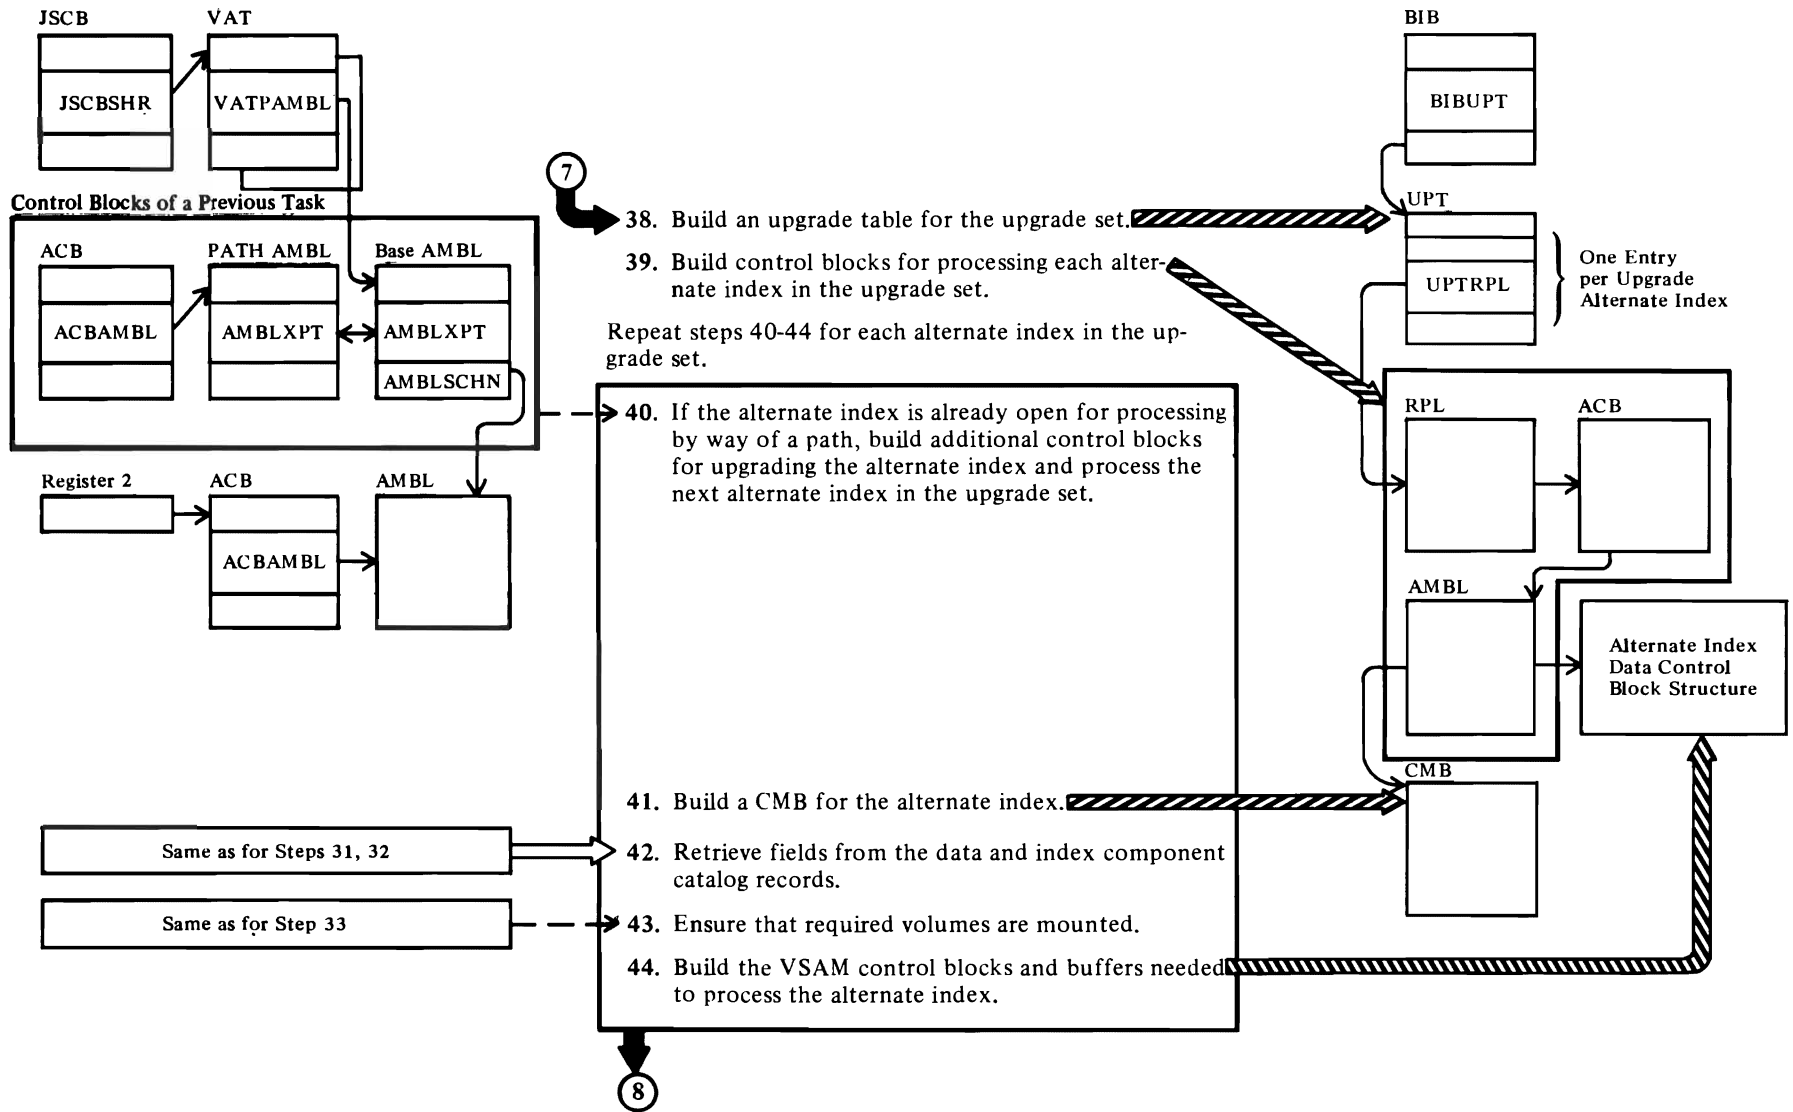 JSCB
VAT
JSCBSHR
VATPAMBL
Control Blocks of a Previous Task
ACB
PATH AMBL
Base AMBL
ACBAMBL
AMBLXPT
AMBLXPT
AMBLSCHN
Register 2
ACB
AMBL
ACBAMBL
Same as for Steps 31, 32
Same as for Step 33
7
38. Build an upgrade table for the upgrade set.
39. Build control blocks for processing each alter-
nate index in the upgrade set.
Repeat steps 40-44 for each alternate index in the up-
grade set.
40. If the alternate index is already open for processing
by way of a path, build additional control blocks
for upgrading the alternate index and process the
next alternate index in the upgrade set.
41. Build a CMB for the alternate index.
42. Retrieve fields from the data and index component
catalog records.
43. Ensure that required volumes are mounted.
44. Build the VSAM control blocks and buffers needed
to process the alternate index.
8
BIB
BIBUPT
UPT
UPTRPL
One Entry
per Upgrade
Alternate Index
RPL
ACB
AMBL
Alternate Index
Data Control
Block Structure
CMB